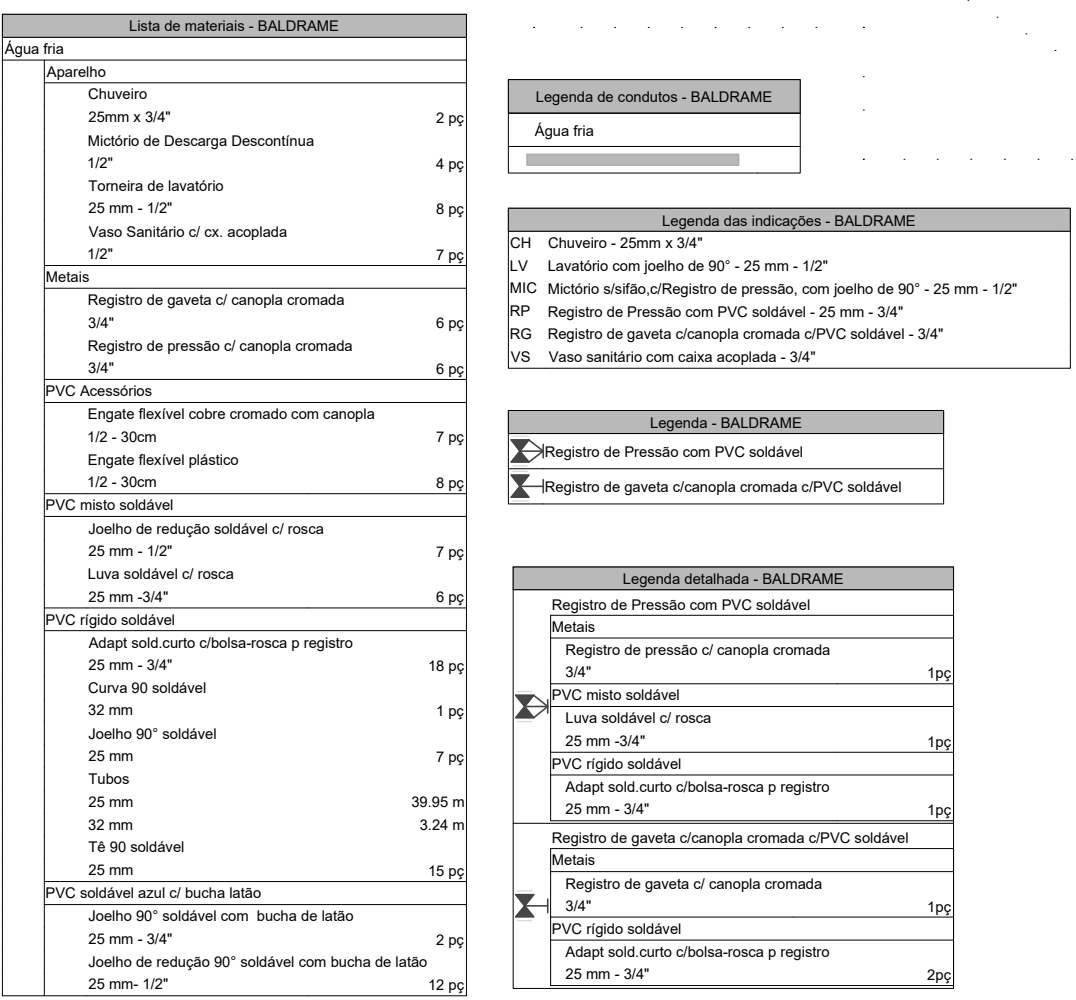 Lista de materiais - BALDRAME
Água fria
Aparelho
Chuveiro
25mm x 3/4" 2 pç
Mictório de Descarga Descontínua
1/2" 4 pç
Torneira de lavatório
25 mm - 1/2" 8 pç
Vaso Sanitário c/ cx. acoplada
1/2" 7 pç
Metais
Registro de gaveta c/ canopla cromada
3/4" 6 pç
Registro de pressão c/ canopla cromada
3/4" 6 pç
PVC Acessórios
Engate flexível cobre cromado com canopla
1/2 - 30cm 7 pç
Engate flexível plástico
1/2 - 30cm 8 pç
PVC misto soldável
Joelho de redução soldável c/ rosca
25 mm - 1/2" 7 pç
Luva soldável c/ rosca
25 mm -3/4" 6 pç
PVC rígido soldável
Adapt sold.curto c/bolsa-rosca p registro
25 mm - 3/4" 18 pç
Curva 90 soldável
32 mm 1 pç
Joelho 90° soldável
25 mm 7 pç
Tubos
25 mm 39.95 m
32 mm 3.24 m
Tê 90 soldável
25 mm 15 pç
PVC soldável azul c/ bucha latão
Joelho 90° soldável com bucha de latão
25 mm - 3/4" 2 pç
Joelho de redução 90° soldável com bucha de latão
25 mm- 1/2" 12 pç
Legenda de condutos - BALDRAME
Água fria
Legenda das indicações - BALDRAME
CH Chuveiro - 25mm x 3/4"
LV Lavatório com joelho de 90° - 25 mm - 1/2"
MIC Mictório s/sifão,c/Registro de pressão, com joelho de 90° - 25 mm - 1/2"
RP Registro de Pressão com PVC soldável - 25 mm - 3/4"
RG Registro de gaveta c/canopla cromada c/PVC soldável - 3/4"
VS Vaso sanitário com caixa acoplada - 3/4"
Legenda - BALDRAME
Registro de Pressão com PVC soldável
Registro de gaveta c/canopla cromada c/PVC soldável
Legenda detalhada - BALDRAME
Registro de Pressão com PVC soldável
Metais
Registro de pressão c/ canopla cromada
3/4" 1pç
PVC misto soldável
Luva soldável c/ rosca
25 mm -3/4" 1pç
PVC rígido soldável
Adapt sold.curto c/bolsa-rosca p registro
25 mm - 3/4" 1pç
Registro de gaveta c/canopla cromada c/PVC soldável
Metais
Registro de gaveta c/ canopla cromada
3/4" 1pç
PVC rígido soldável
Adapt sold.curto c/bolsa-rosca p registro
25 mm - 3/4" 2pç